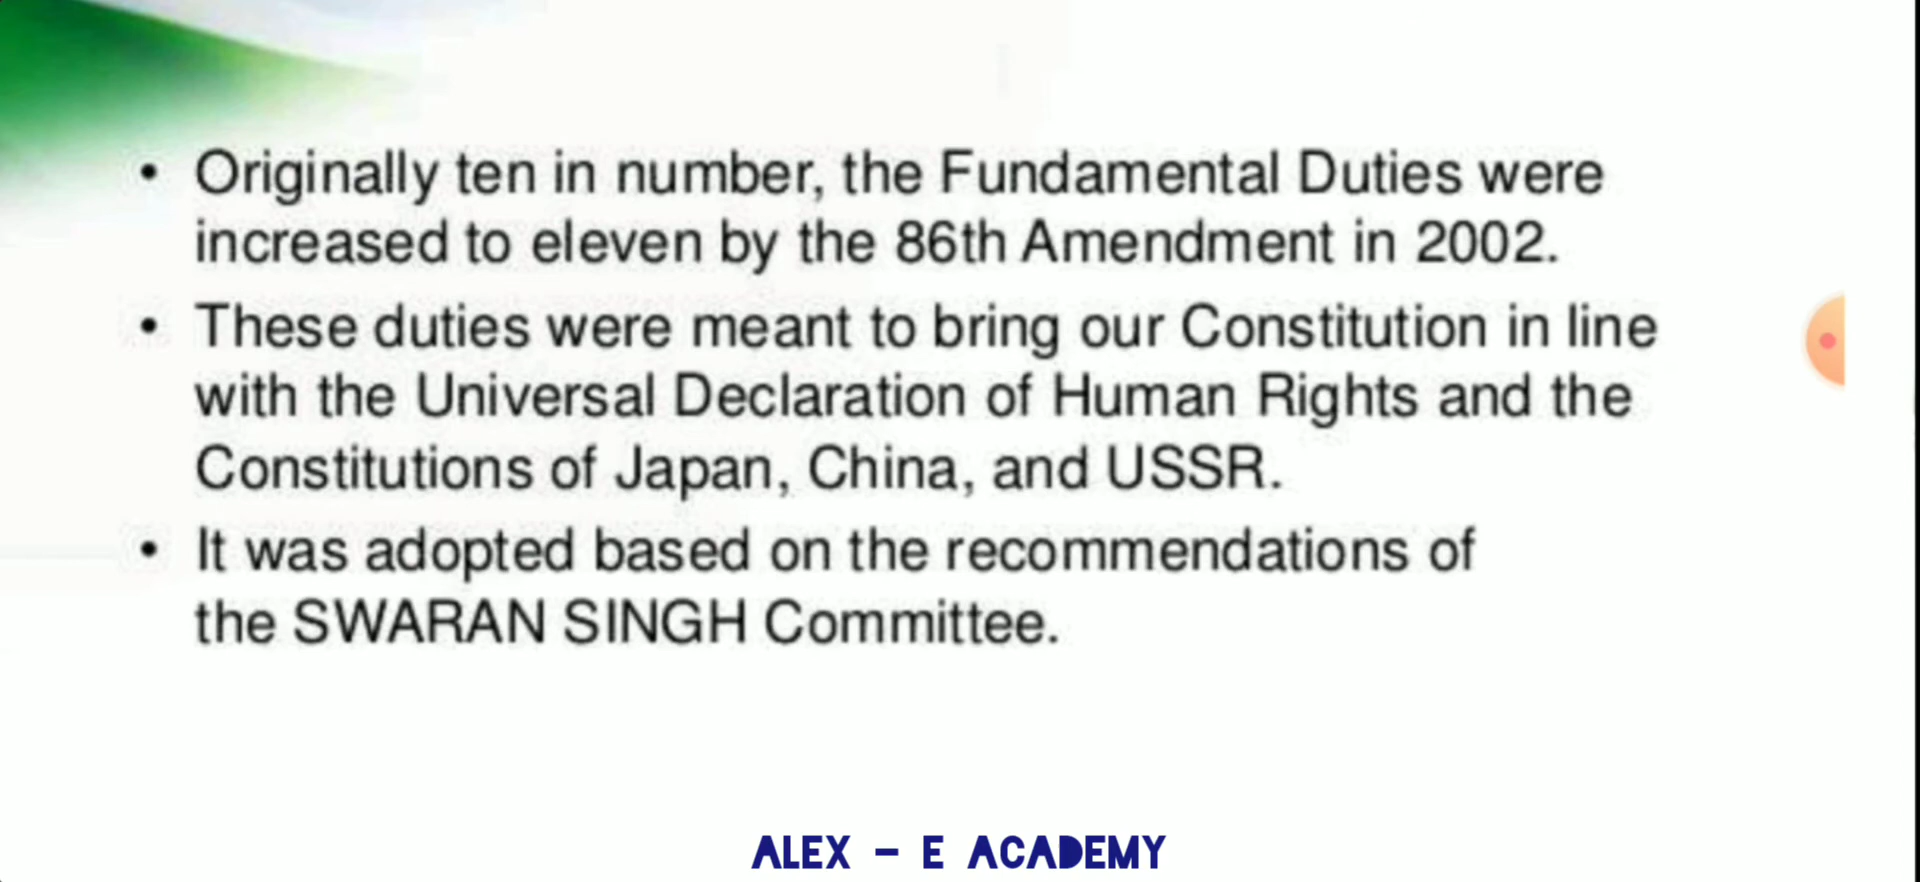 • Originally ten in number, the Fundamental Duties were
increased to eleven by the 86th Amendment in 2002.
• These duties were meant to bring our Constitution in line
with the Universal Declaration of Human Rights and the
Constitutions of Japan, China, and USSR.
• It was adopted based on the recommendations of
the SWARAN SINGH Committee.
ALEX – E ACADEMY